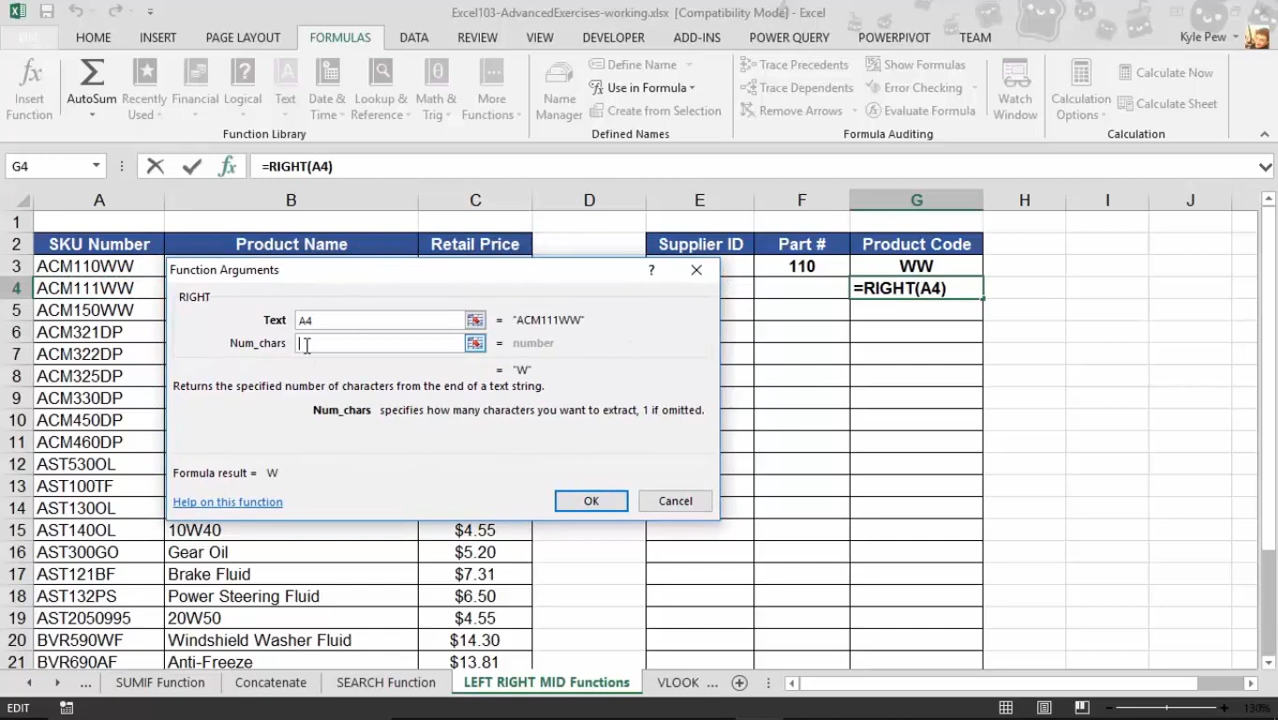 Excel103-AdvancedExercises-working.xlsx [Compatibility Mode] - Excel
HOME INSERT PAGE LAYOUT FORMULAS DATA REVIEW VIEW DEVELOPER ADD-INS POWER QUERY POWERPIVOT TEAM Kyle Pew
Insert Function
AutoSum
Recently Used
Financial
Logical
Text
Date & Time
Lookup & Reference
Math & Trig
More Functions
Function Library
Name Manager
Define Name
Use in Formula
Create from Selection
Defined Names
Trace Precedents
Trace Dependents
Remove Arrows
Show Formulas
Error Checking
Evaluate Formula
Formula Auditing
Watch Window
Calculation Options
Calculate Now
Calculate Sheet
Calculation
G4 fx =RIGHT(A4)
A B C D E F G H I J
1
2 SKU Number Product Name Retail Price Supplier ID Part # Product Code
3 ACM110WW 110 WW
4 ACM111WW =RIGHT(A4)
5 ACM150WW
6 ACM321DP
7 ACM322DP
8 ACM325DP
9 ACM330DP
10 ACM450DP
11 ACM460DP
12 AST530OL
13 AST100TF
14 AST130OL
15 AST140OL 10W40 $4.55
16 AST300GO Gear Oil $5.20
17 AST121BF Brake Fluid $7.31
18 AST132PS Power Steering Fluid $6.50
19 AST2050995 20W50 $4.55
20 BVR590WF Windshield Washer Fluid $14.30
21 BVR690AF Anti-Freeze $13.81
Function Arguments ?
RIGHT
Text A4 = "ACM111WW"
Num_chars = number
= "W"
Returns the specified number of characters from the end of a text string.
Num_chars specifies how many characters you want to extract, 1 if omitted.
Formula result = W
Help on this function OK Cancel
... SUMIF Function Concatenate SEARCH Function LEFT RIGHT MID Functions VLOOK ...
EDIT 130%